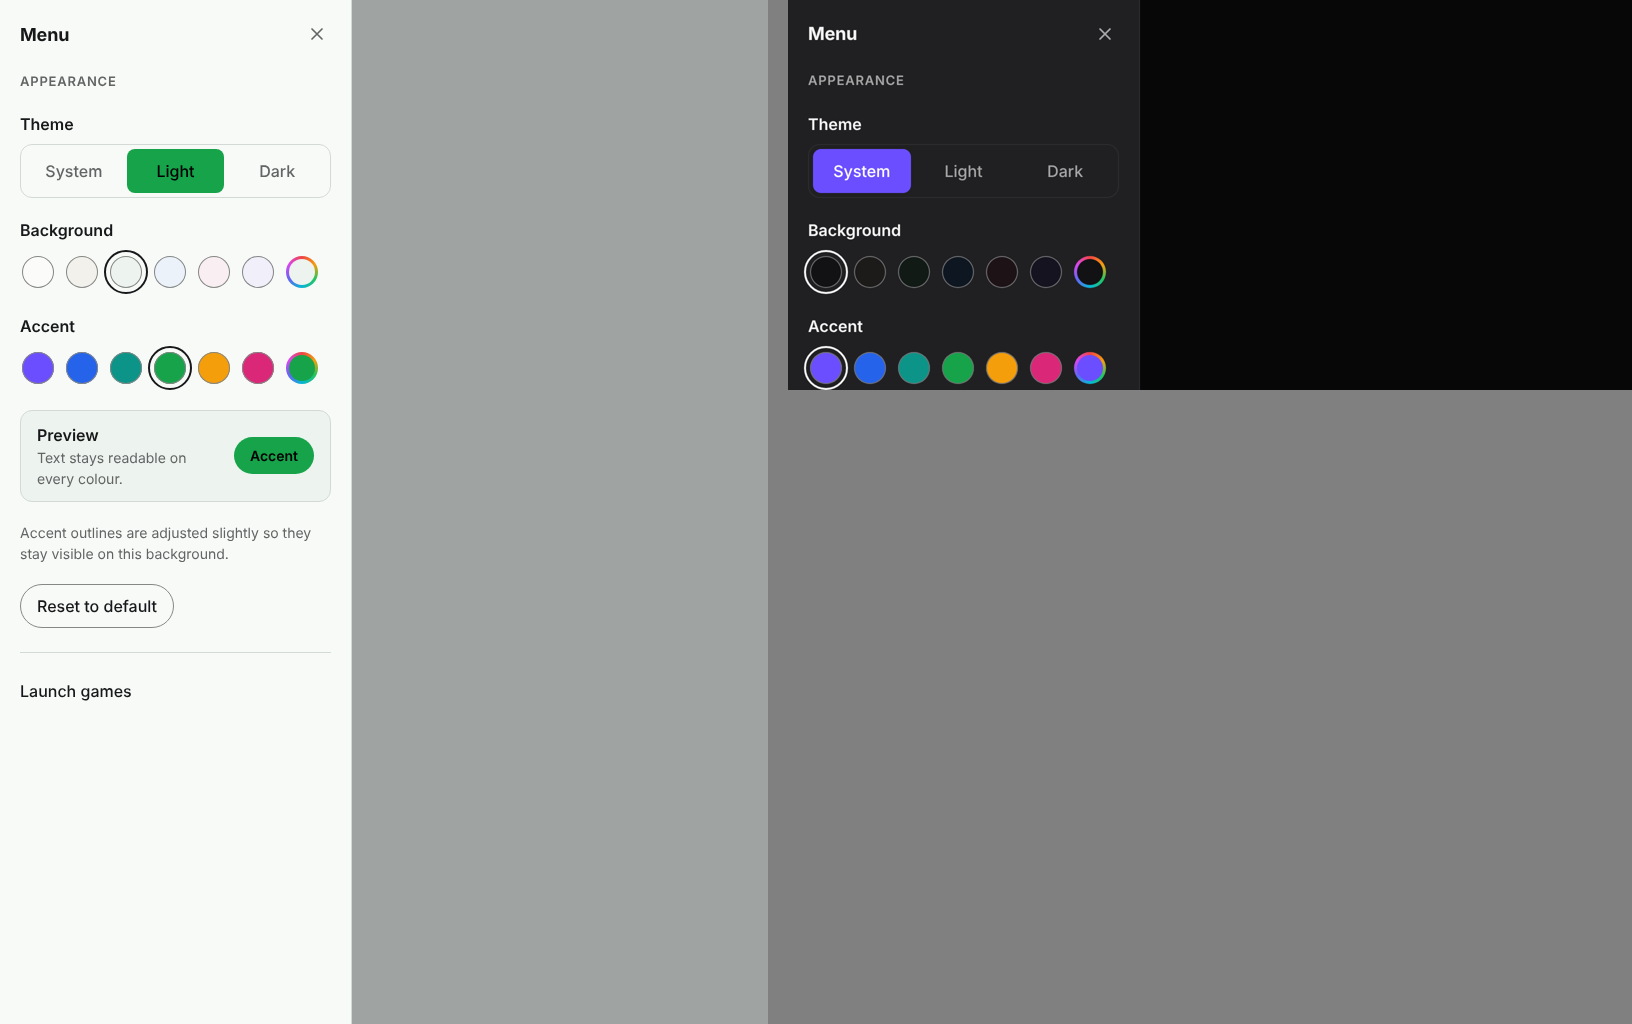 Menu
APPEARANCE
Theme
System Light Dark
Background
Accent
Preview
Text stays readable on
every colour.
Accent
Accent outlines are adjusted slightly so they
stay visible on this background.
Reset to default
Launch games
Menu
APPEARANCE
Theme
System Light Dark
Background
Accent